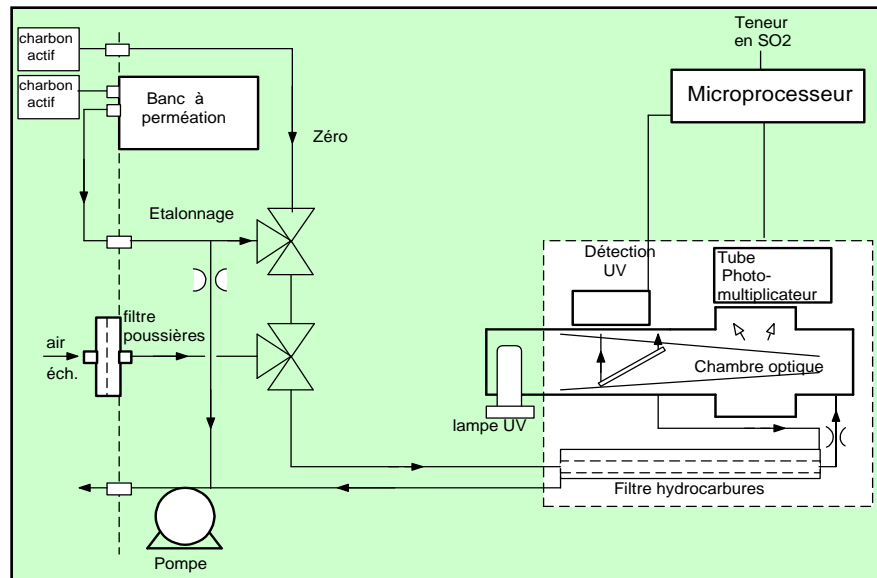 charbon
actif
charbon
actif
Banc à
perméation
Zéro
Etalonnage
filtre
poussières
air
éch.
Pompe
Teneur
en SO2
Microprocesseur
Détection
UV
Tube
Photo-
multiplicateur
Chambre optique
lampe UV
Filtre hydrocarbures